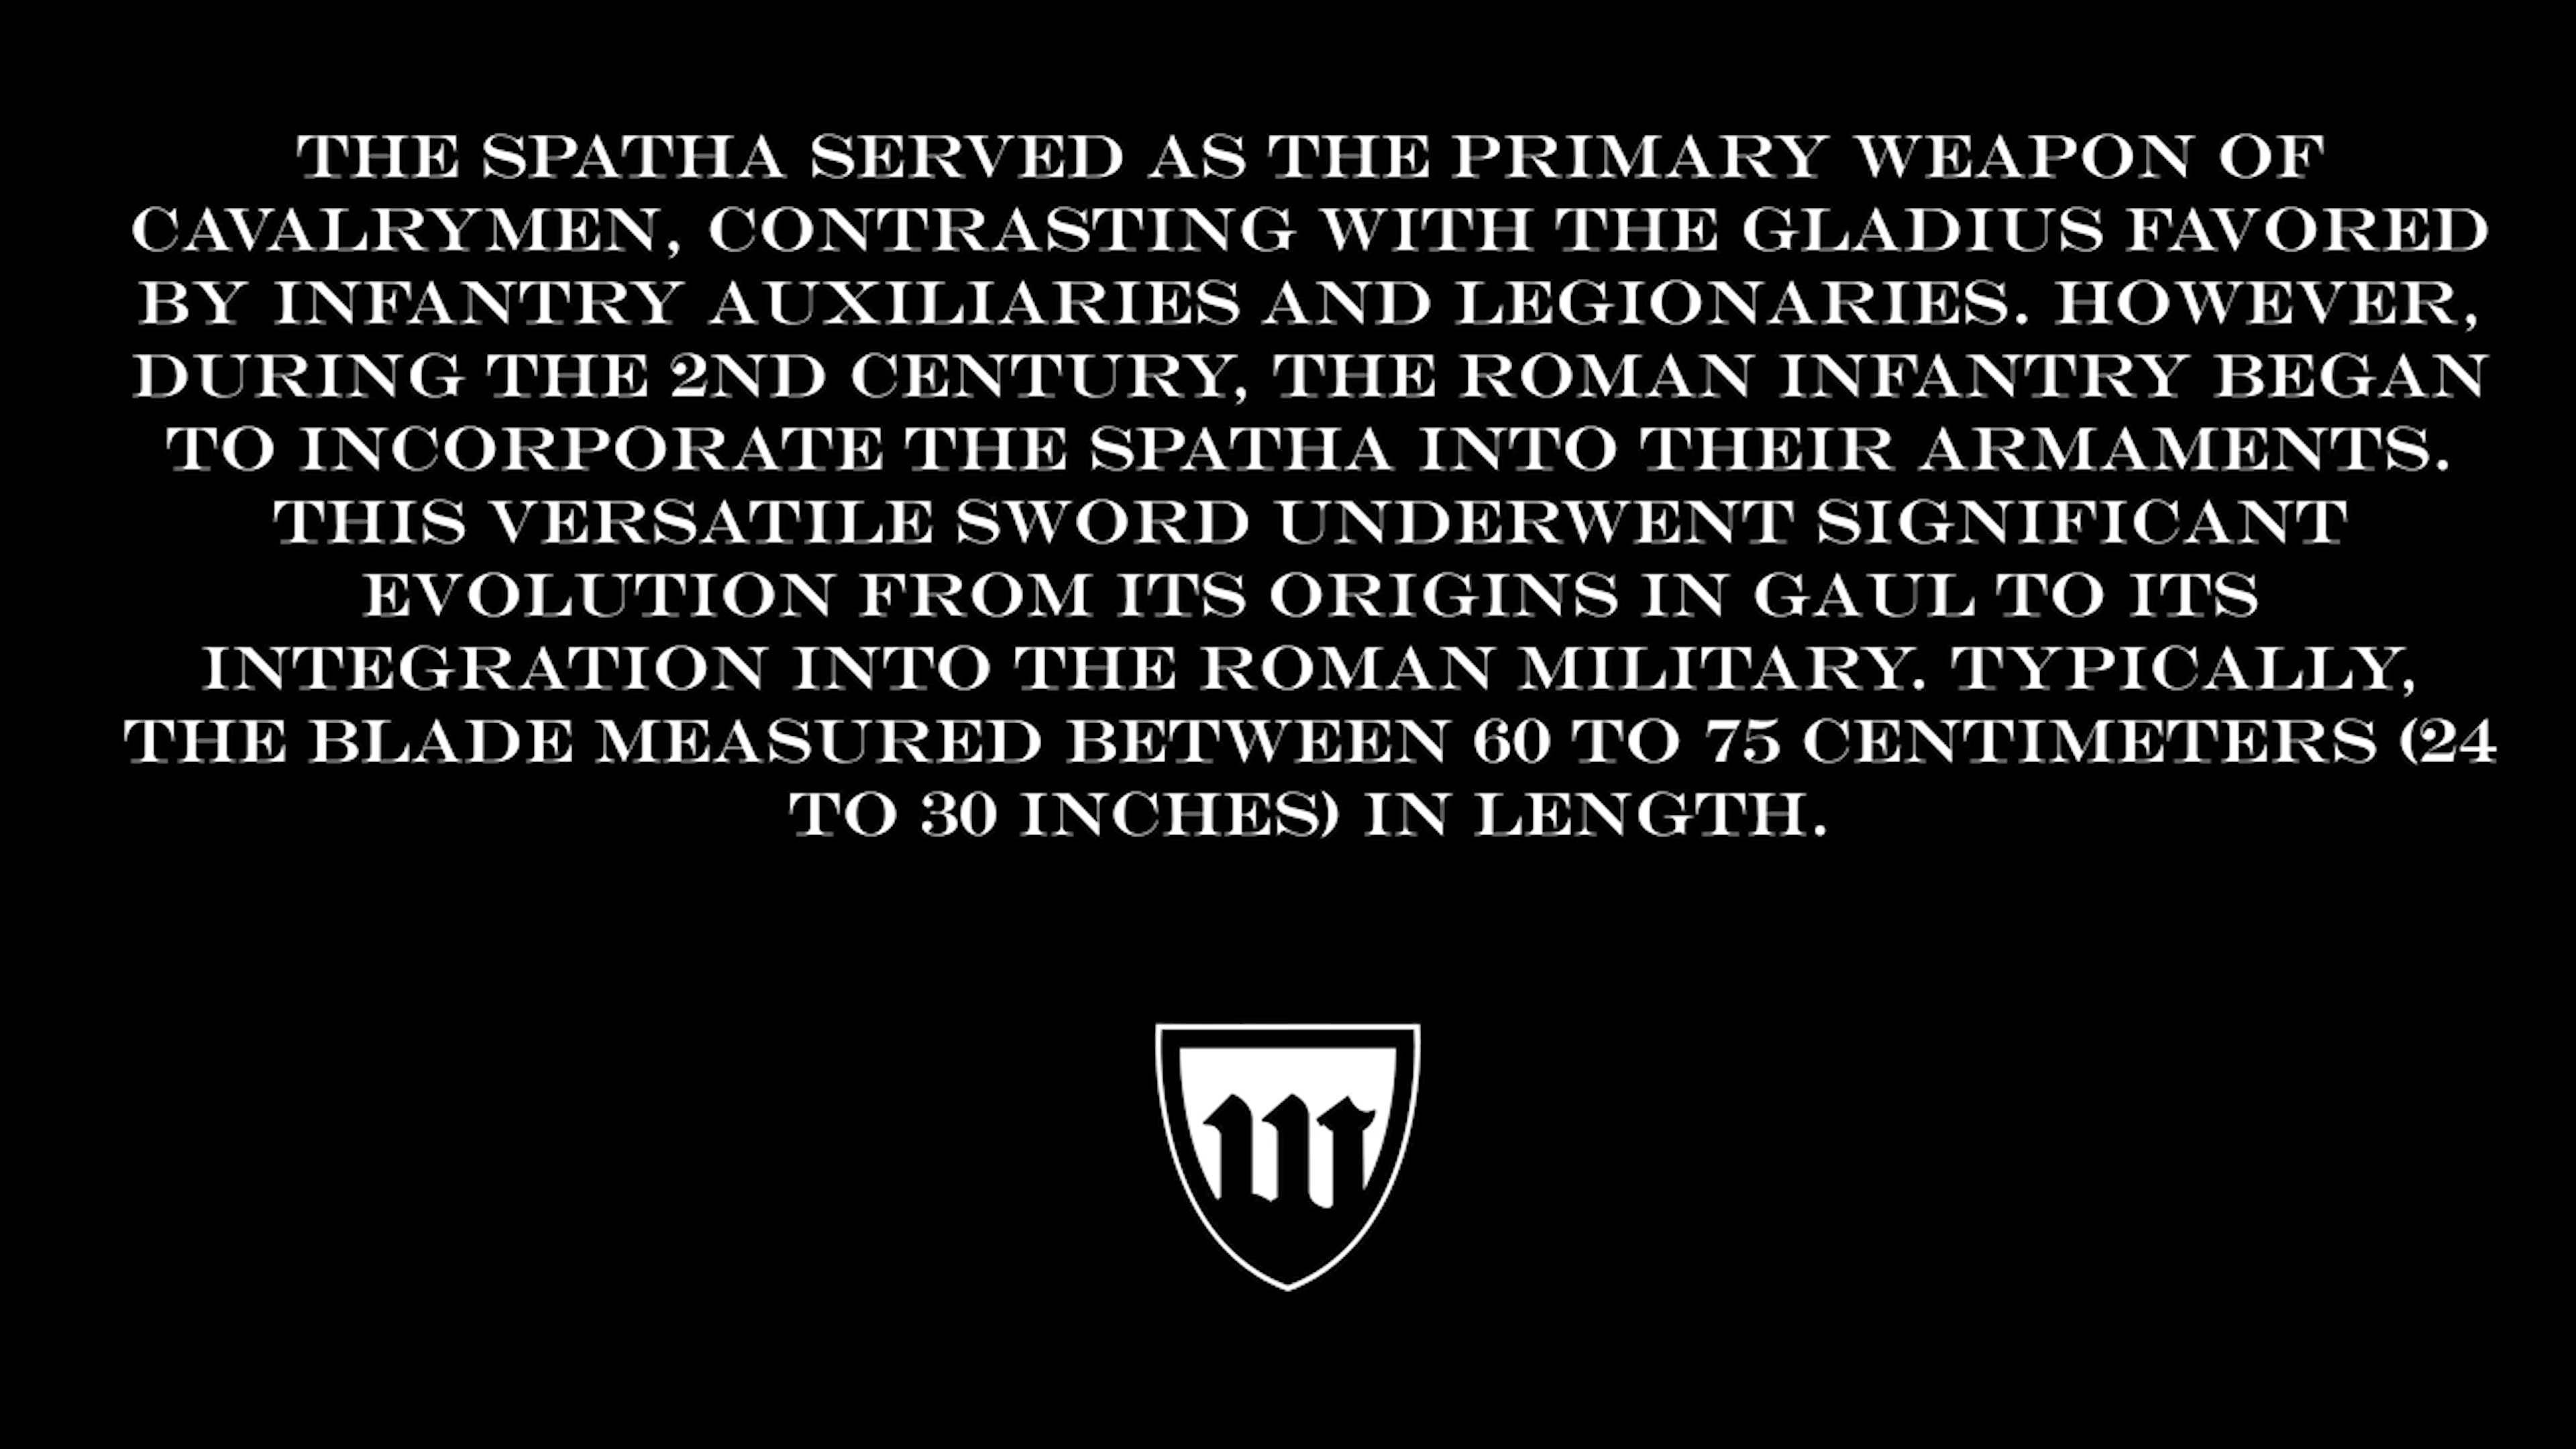 THE SPATHA SERVED AS THE PRIMARY WEAPON OF
CAVALRYMEN, CONTRASTING WITH THE GLADIUS FAVORED
BY INFANTRY AUXILIARIES AND LEGIONARIES. HOWEVER,
DURING THE 2ND CENTURY, THE ROMAN INFANTRY BEGAN
TO INCORPORATE THE SPATHA INTO THEIR ARMAMENTS.
THIS VERSATILE SWORD UNDERWENT SIGNIFICANT
EVOLUTION FROM ITS ORIGINS IN GAUL TO ITS
INTEGRATION INTO THE ROMAN MILITARY. TYPICALLY,
THE BLADE MEASURED BETWEEN 60 TO 75 CENTIMETERS (24
TO 30 INCHES) IN LENGTH.
m